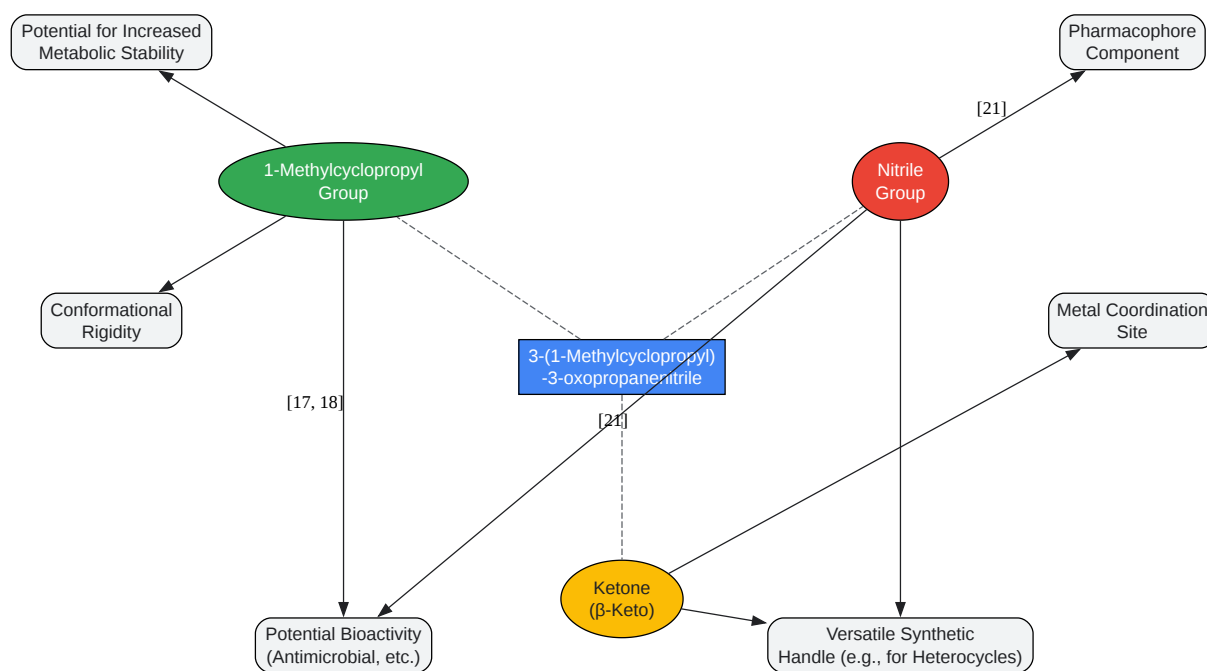 Potential for Increased
Metabolic Stability
Pharmacophore
Component
[21]
1-Methylcyclopropyl
Group
Nitrile
Group
Conformational
Rigidity
Metal Coordination
Site
3-(1-Methylcyclopropyl)
-3-oxopropanenitrile
[17, 18]
[21]
Ketone
(β-Keto)
Potential Bioactivity
(Antimicrobial, etc.)
Versatile Synthetic
Handle (e.g., for Heterocycles)